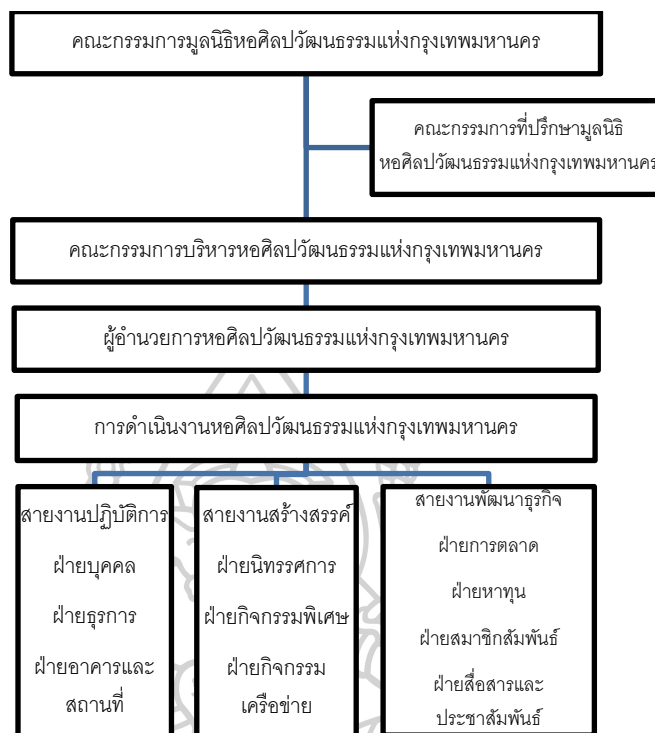 คณะกรรมการมูลนิธิหอศิลปวัฒนธรรมแห่งกรุงเทพมหานคร
คณะกรรมการที่ปรึกษามูลนิธิ
หอศิลปวัฒนธรรมแห่งกรุงเทพมหานคร
คณะกรรมการบริหารหอศิลปวัฒนธรรมแห่งกรุงเทพมหานคร
ผู้อำนวยการหอศิลปวัฒนธรรมแห่งกรุงเทพมหานคร
การดำเนินงานหอศิลปวัฒนธรรมแห่งกรุงเทพมหานคร
สายงานปฏิบัติการ
ฝ่ายบุคคล
ฝ่ายธุรการ
ฝ่ายอาคารและ
สถานที่
สายงานสร้างสรรค์
ฝ่ายนิทรรศการ
ฝ่ายกิจกรรมพิเศษ
ฝ่ายกิจกรรม
เครือข่าย
สายงานพัฒนาธุรกิจ
ฝ่ายการตลาด
ฝ่ายหาทุน
ฝ่ายสมาชิกสัมพันธ์
ฝ่ายสื่อสารและ
ประชาสัมพันธ์